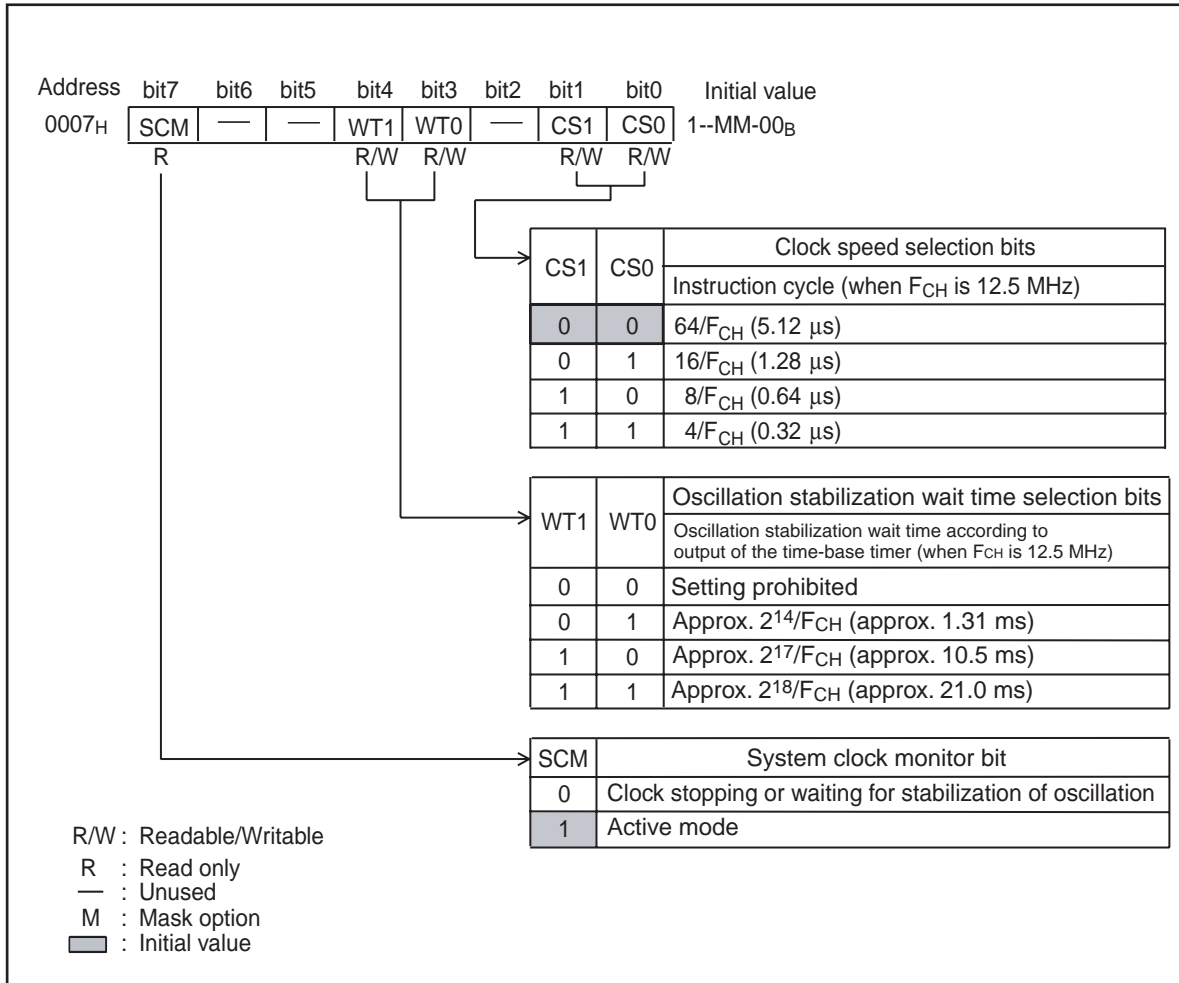 Address bit7 bit6 bit5 bit4 bit3 bit2 bit1 bit0 Initial value
0007H SCM — — WT1 WT0 — CS1 CS0 1--MM-00B
R R/W R/W R/W R/W
CS1 CS0 Clock speed selection bits
Instruction cycle (when FCH is 12.5 MHz)
0 0 64/FCH (5.12 μs)
0 1 16/FCH (1.28 μs)
1 0 8/FCH (0.64 μs)
1 1 4/FCH (0.32 μs)
WT1 WT0 Oscillation stabilization wait time selection bits
Oscillation stabilization wait time according to
output of the time-base timer (when FCH is 12.5 MHz)
0 0 Setting prohibited
0 1 Approx. 2¹⁴/FCH (approx. 1.31 ms)
1 0 Approx. 2¹⁷/FCH (approx. 10.5 ms)
1 1 Approx. 2¹⁸/FCH (approx. 21.0 ms)
SCM System clock monitor bit
0 Clock stopping or waiting for stabilization of oscillation
1 Active mode
R/W : Readable/Writable
R : Read only
— : Unused
M : Mask option
: Initial value